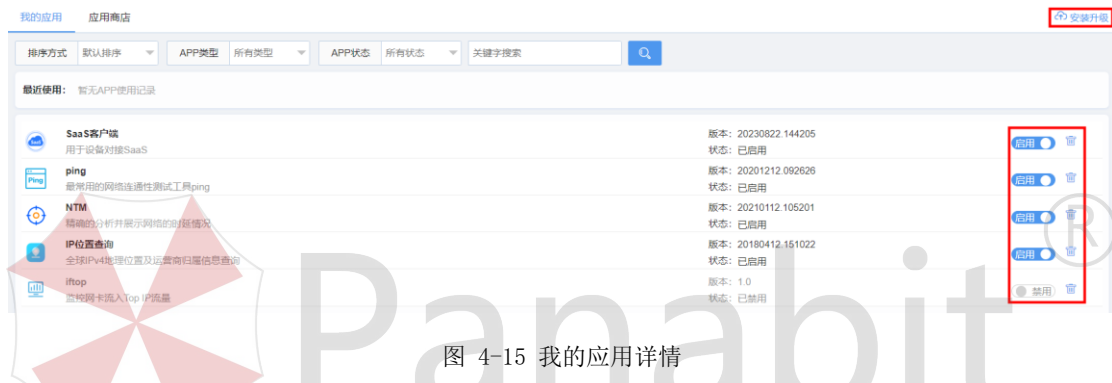 我的应用 应用商店 安装升级
排序方式 默认排序 APP类型 所有类型 APP状态 所有状态 关键字搜索
最近使用： 暂无APP使用记录
SaaS客户端 版本：20230822.144205
SaaS 用于设备对接SaaS 状态：已启用 启用
ping 版本：20201212.092626
Ping 最常用的网络连通性测试工具ping 状态：已启用 启用
NTM 版本：20210112.105201
精确的分析并展示网络的时延情况 状态：已启用 启用
IP位置查询 版本：20180412.151022
全球IPv4地理位置及运营商归属信息查询 状态：已启用 启用
iftop 版本：1.0
监控网卡流入Top IP流量 状态：已禁用 禁用
Panabit®
图 4-15 我的应用详情